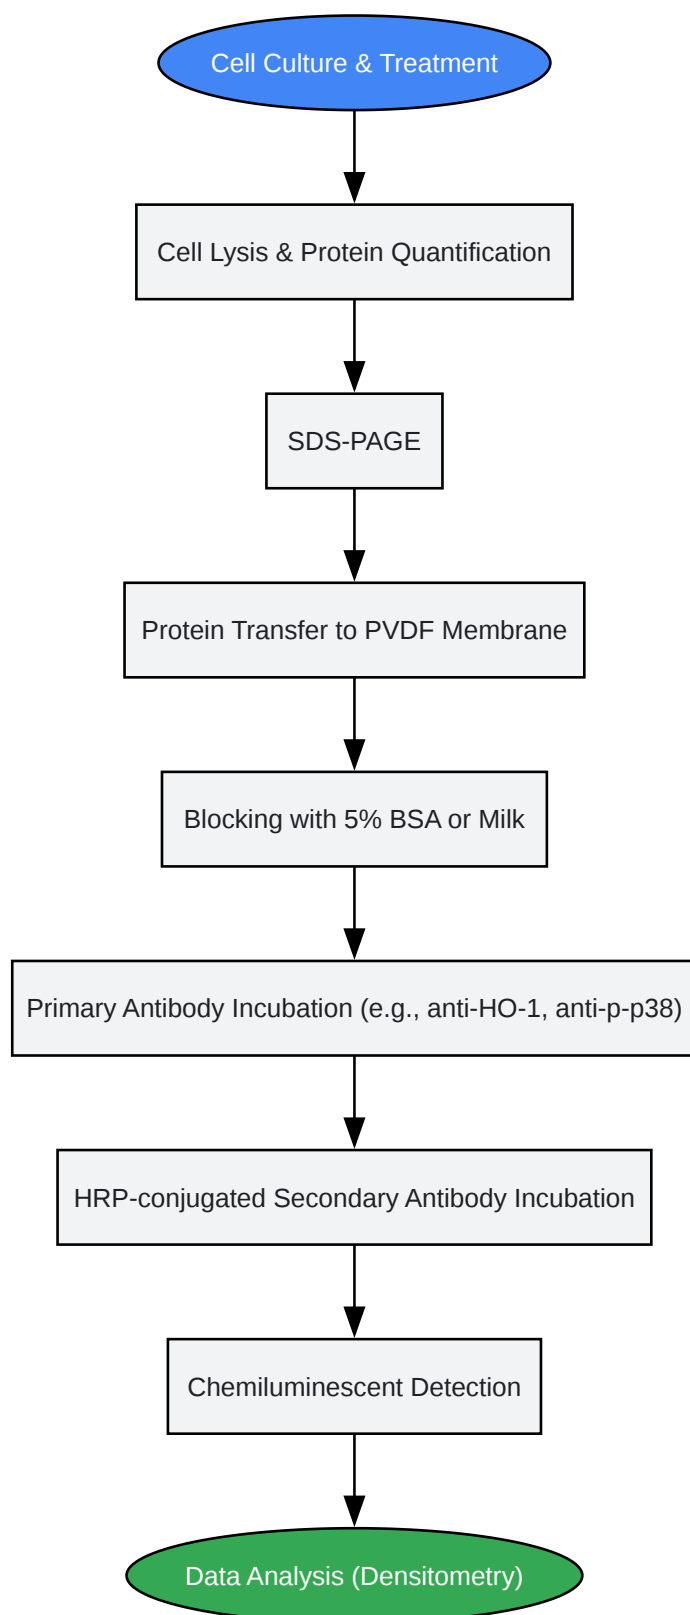 Cell Culture & Treatment
Cell Lysis & Protein Quantification
SDS-PAGE
Protein Transfer to PVDF Membrane
Blocking with 5% BSA or Milk
Primary Antibody Incubation (e.g., anti-HO-1, anti-p-p38)
HRP-conjugated Secondary Antibody Incubation
Chemiluminescent Detection
Data Analysis (Densitometry)